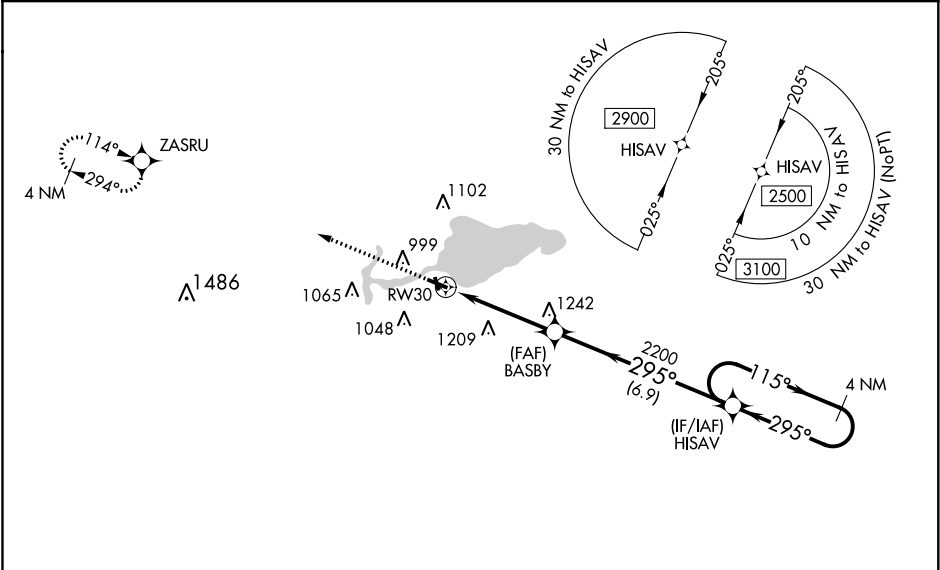 30 NM to HISAV
205°
2900
HISAV
025°
205°
HISAV
2500
10 NM to HISAV
025°
3100
30 NM to HISAV (NoPT)
114°
ZASRU
294°
4 NM
1102
999
1486
1065
RW30
1048
1209
1242
(FAF)
BASBY
2200
295°
(6.9)
115°
4 NM
295°
(IF/IAF)
HISAV